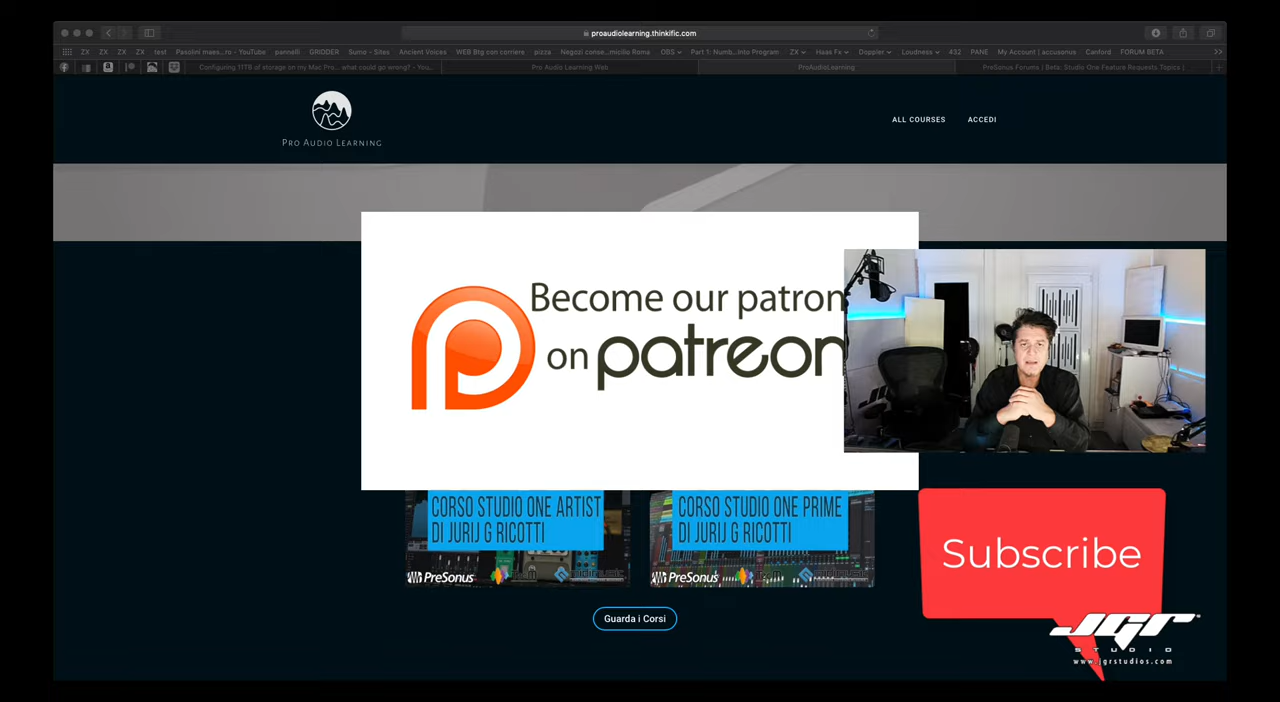 proaudiolearning.thinkific.com
ZX
ZX
ZX
ZX
test
Pasolini maes...ro - YouTube
pannelli
GRIDDER
Sumo - Sites
Ancient Voices
WEB Btg con corriere
pizza
Negozi conse...micilio Roma
OBS
Part 1: Numb...into Program
ZX
Haas Fx
Doppler
Loudness
432
PANE
My Account | accusonus
Canford
FORUM BETA
Configuring 11TB of storage on my Mac Pro... what could go wrong? - You...
Pro Audio Learning Web
ProAudioLearning
PreSonus Forums | Beta: Studio One Feature Requests Topics |
PRO AUDIO LEARNING
ALL COURSES
ACCEDI
Become our patron
on patreon
CORSO STUDIO ONE ARTIST
DI JURIJ G RICOTTI
PreSonus
CORSO STUDIO ONE PRIME
DI JURIJ G RICOTTI
PreSonus
Guarda i Corsi
Subscribe
JGR
STUDIO
www.jgrstudios.com